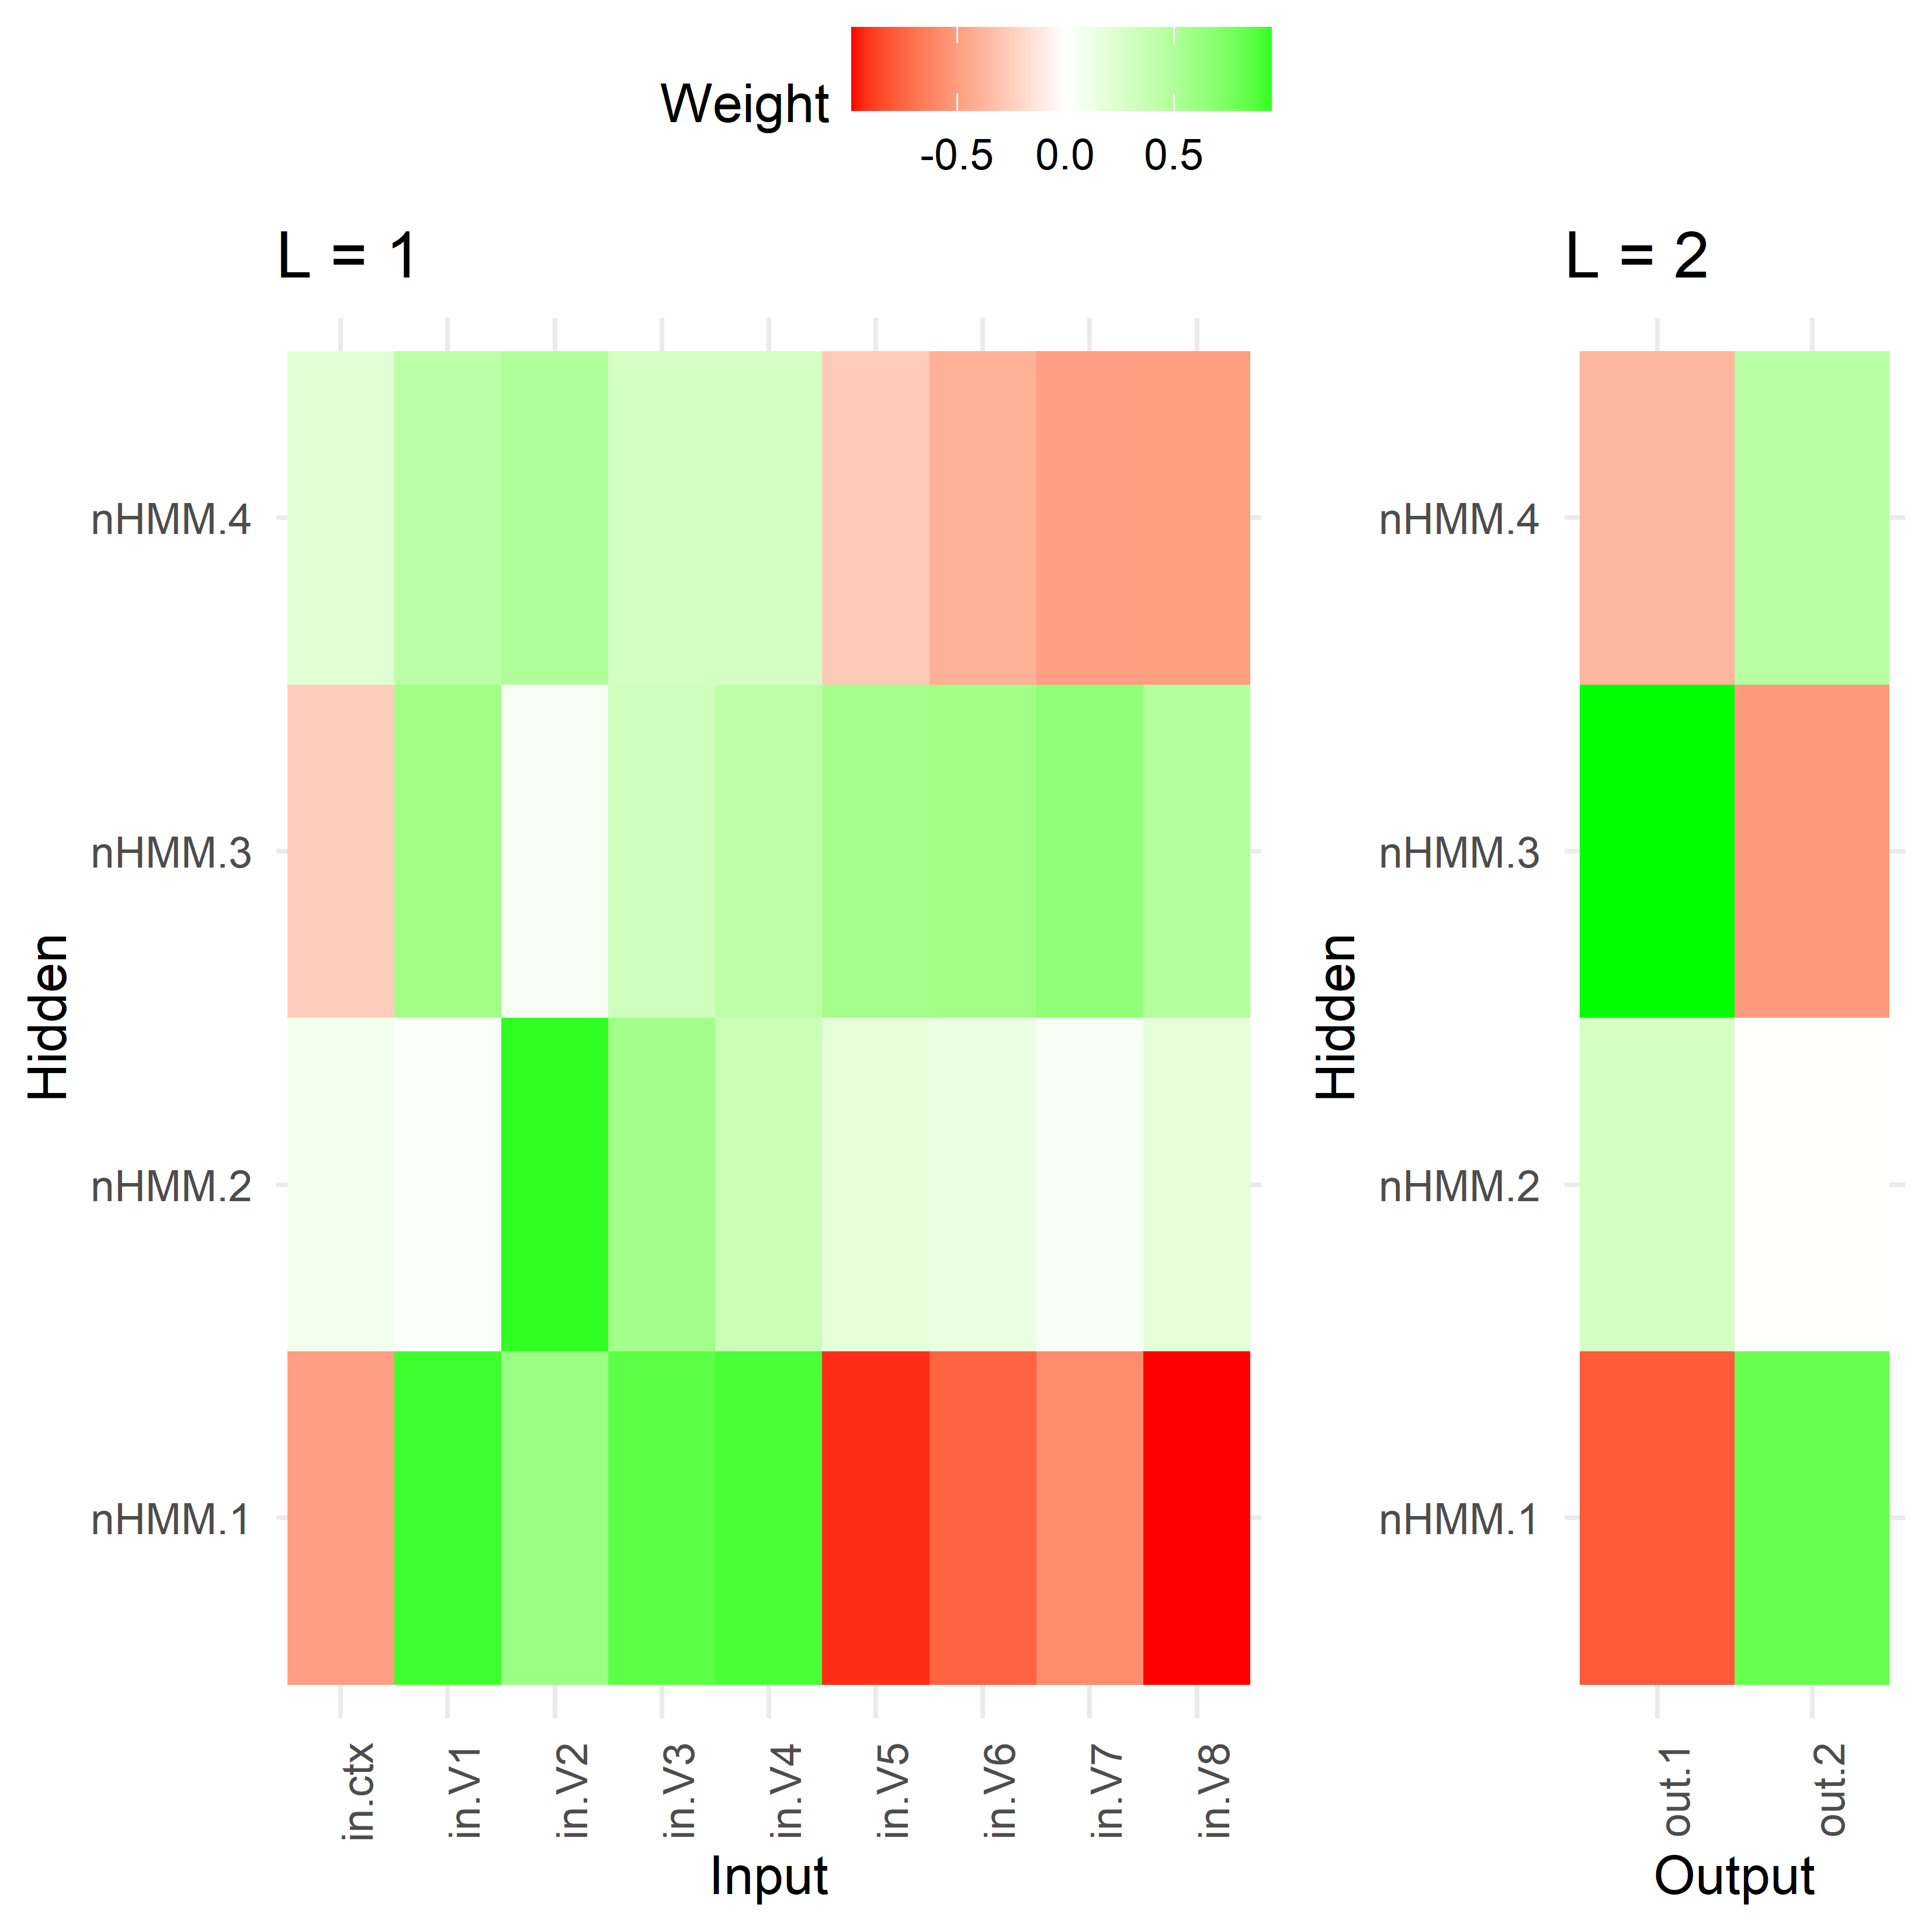 Weight
-0.5 0.0 0.5
L = 1
L = 2
Hidden
nHMM.4
nHMM.3
nHMM.2
nHMM.1
in.ctx
in.V1
in.V2
in.V3
in.V4
in.V5
in.V6
in.V7
in.V8
Input
Hidden
nHMM.4
nHMM.3
nHMM.2
nHMM.1
out.1
out.2
Output